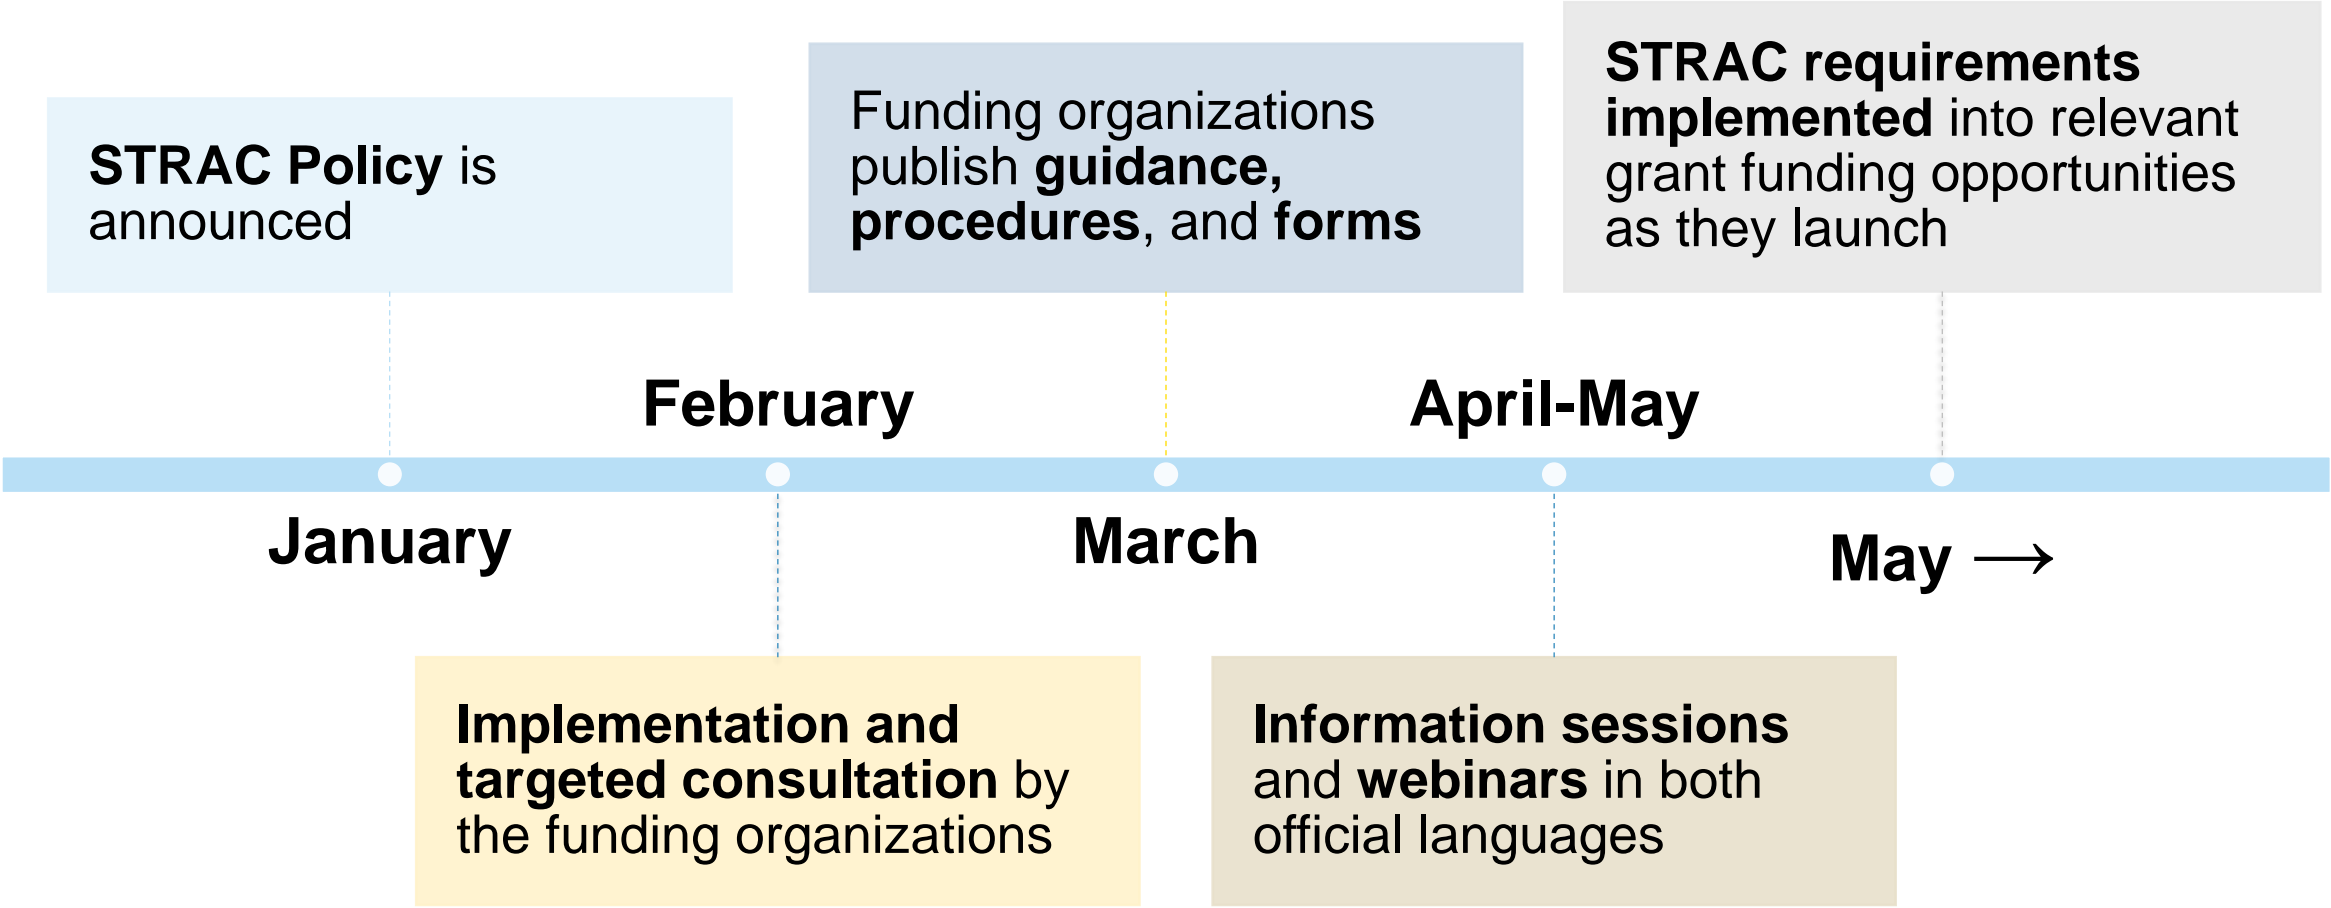 STRAC Policy is
announced
Funding organizations
publish guidance,
procedures, and forms
STRAC requirements
implemented into relevant
grant funding opportunities
as they launch
February
April-May
January
March
May →
Implementation and
targeted consultation by
the funding organizations
Information sessions
and webinars in both
official languages